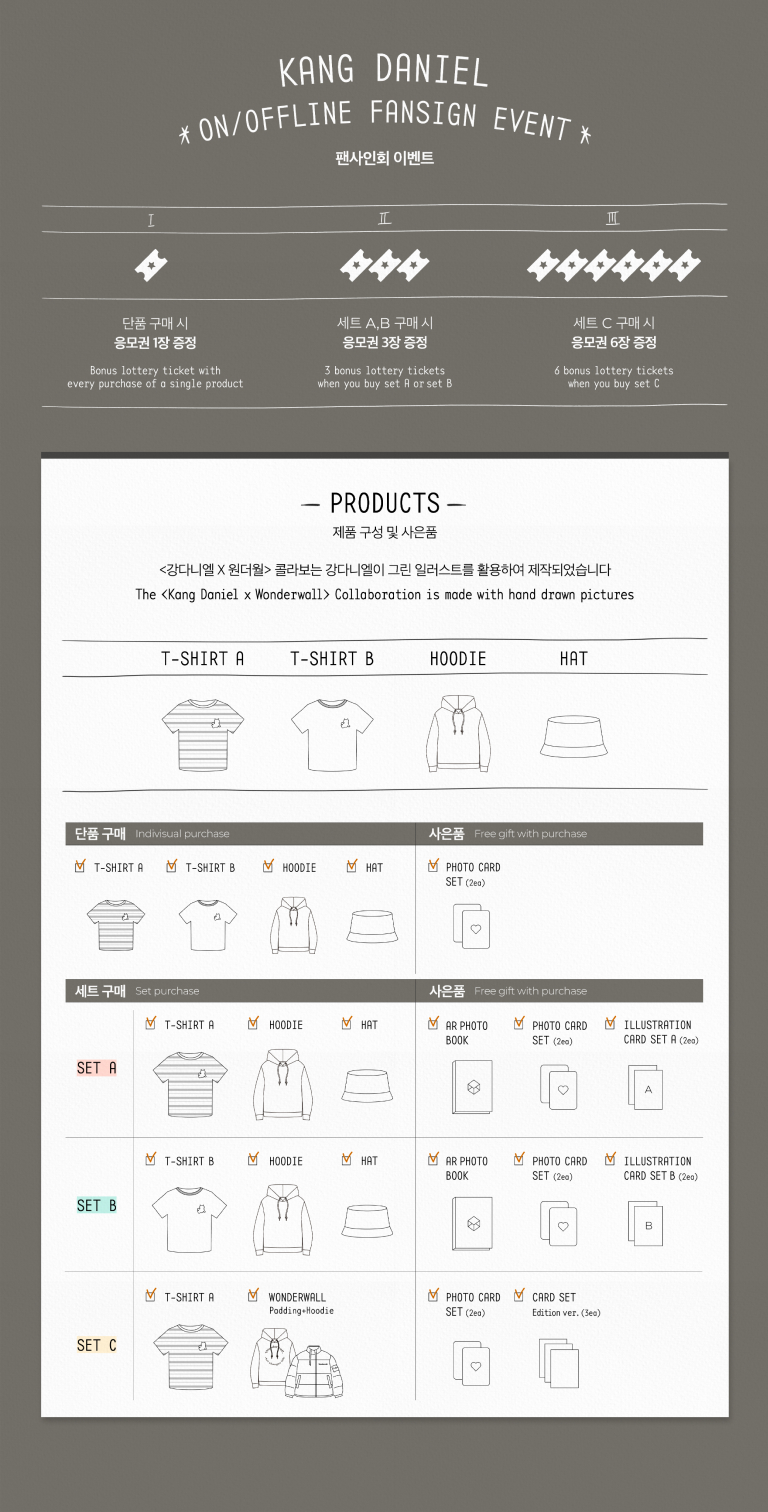 KANG DANIEL
* ON/OFFLINE FANSIGN EVENT *
팬사인회 이벤트
I
II
III
단품 구매 시
응모권 1장 증정
Bonus lottery ticket with
every purchase of a single product
세트 A,B 구매 시
응모권 3장 증정
3 bonus lottery tickets
when you buy set A or set B
세트 C 구매 시
응모권 6장 증정
6 bonus lottery tickets
when you buy set C
— PRODUCTS —
제품 구성 및 사은품
<강다니엘 X 원더월> 콜라보는 강다니엘이 그린 일러스트를 활용하여 제작되었습니다
The <Kang Daniel x Wonderwall> Collaboration is made with hand drawn pictures
T-SHIRT A
T-SHIRT B
HOODIE
HAT
단품 구매 Indivisual purchase
사은품 Free gift with purchase
T-SHIRT A
T-SHIRT B
HOODIE
HAT
PHOTO CARD
SET (2ea)
세트 구매 Set purchase
사은품 Free gift with purchase
SET A
T-SHIRT A
HOODIE
HAT
AR PHOTO
BOOK
PHOTO CARD
SET (2ea)
ILLUSTRATION
CARD SET A (2ea)
A
SET B
T-SHIRT B
HOODIE
HAT
AR PHOTO
BOOK
PHOTO CARD
SET (2ea)
ILLUSTRATION
CARD SET B (2ea)
B
SET C
T-SHIRT A
WONDERWALL
Padding+Hoodie
PHOTO CARD
SET (2ea)
CARD SET
Edition ver. (3ea)